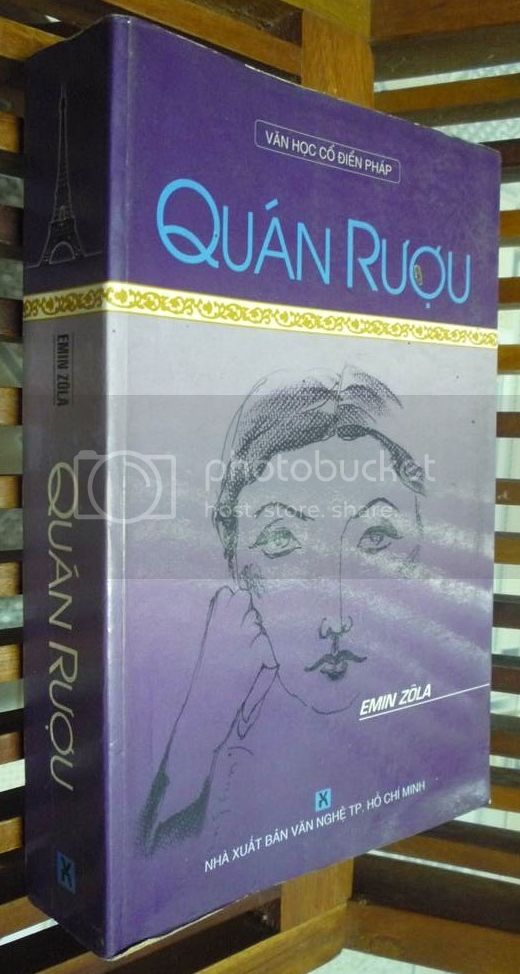 VĂN HỌC CỔ ĐIỂN PHÁP
QUÁN RƯỢU
EMIN ZÔLA
NHÀ XUẤT BẢN VĂN NGHỆ TP. HỒ CHÍ MINH
EMIN ZÔLA
QUÁN RƯỢU
photobucket
host. store. share.